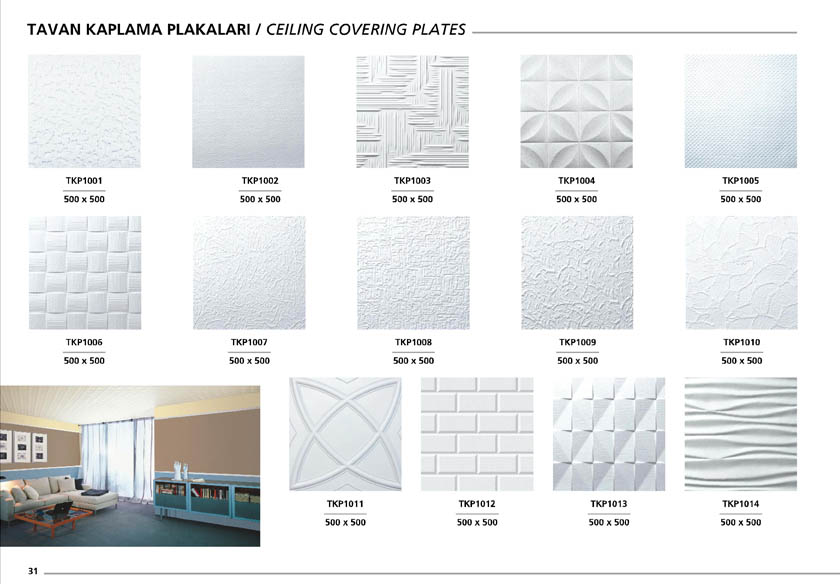 TAVAN KAPLAMA PLAKALARI / CEILING COVERING PLATES
TKP1001
500 x 500
TKP1002
500 x 500
TKP1003
500 x 500
TKP1004
500 x 500
TKP1005
500 x 500
TKP1006
500 x 500
TKP1007
500 x 500
TKP1008
500 x 500
TKP1009
500 x 500
TKP1010
500 x 500
TKP1011
500 x 500
TKP1012
500 x 500
TKP1013
500 x 500
TKP1014
500 x 500
31